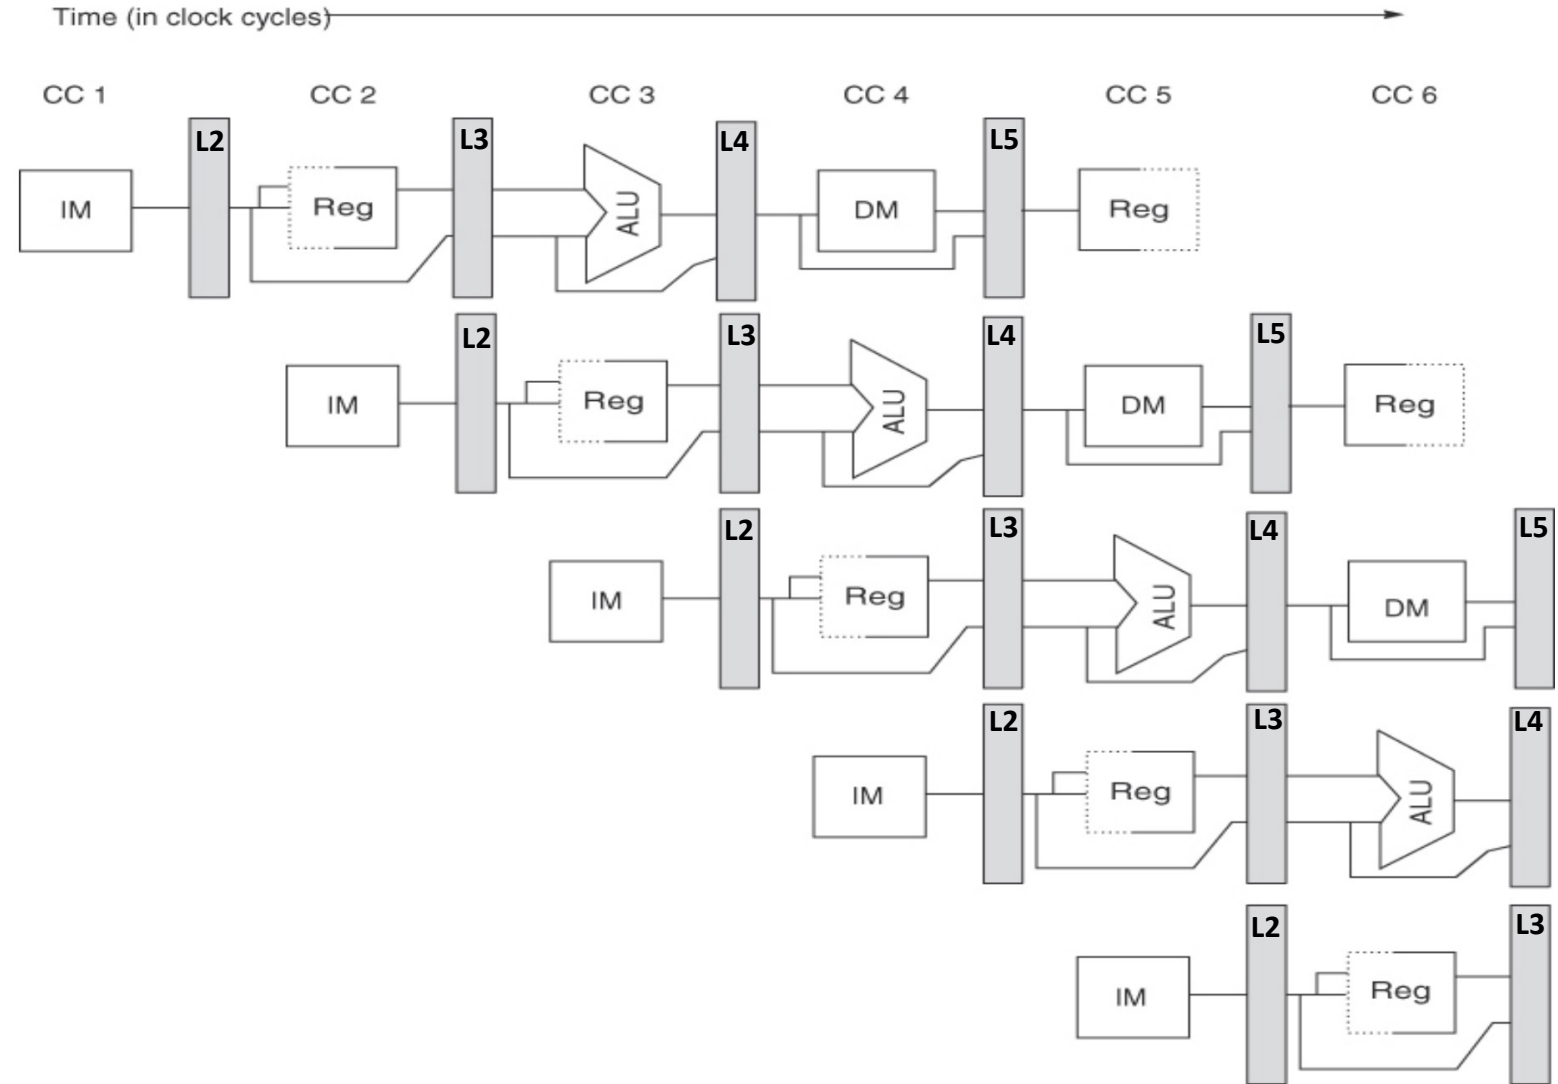 Time (in clock cycles)
CC 1 CC 2 CC 3 CC 4 CC 5 CC 6
L2 L3 L4 L5
IM Reg ALU DM Reg
L2 L3 L4 L5
IM Reg ALU DM Reg
L2 L3 L4 L5
IM Reg ALU DM
L2 L3 L4
IM Reg ALU
L2 L3
IM Reg